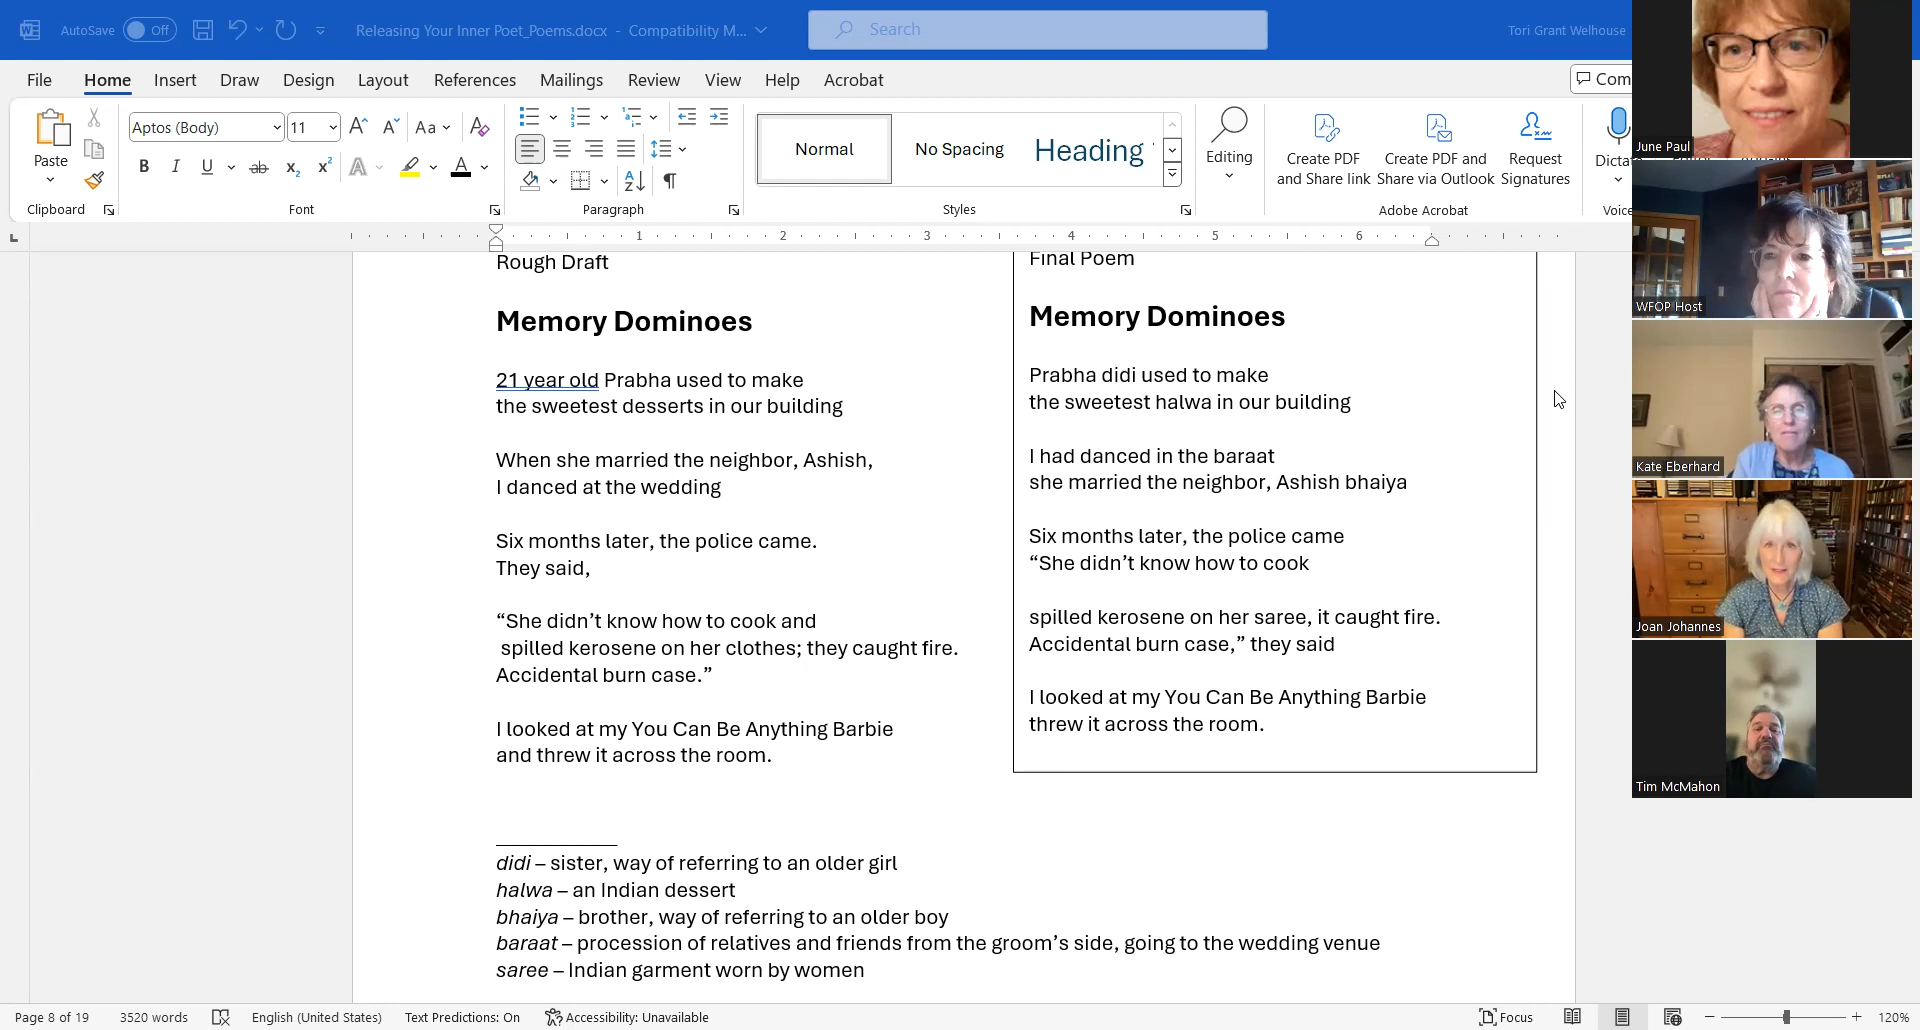 AutoSave Off Releasing Your Inner Poet_Poems.docx - Compatibility M... Search Tori Grant Welhouse
File Home Insert Draw Design Layout References Mailings Review View Help Acrobat Com
Paste
Clipboard
Aptos (Body) 11
Font
Paragraph
Normal No Spacing Heading
Styles
Editing
Create PDF and Share link
Create PDF and Share via Outlook
Request Signatures
Adobe Acrobat
Dictat
Voice
1 2 3 4 5 6
Rough Draft
Memory Dominoes
21 year old Prabha used to make
the sweetest desserts in our building
When she married the neighbor, Ashish,
I danced at the wedding
Six months later, the police came.
They said,
“She didn’t know how to cook and
spilled kerosene on her clothes; they caught fire.
Accidental burn case.”
I looked at my You Can Be Anything Barbie
and threw it across the room.
Final Poem
Memory Dominoes
Prabha didi used to make
the sweetest halwa in our building
I had danced in the baraat
she married the neighbor, Ashish bhaiya
Six months later, the police came
“She didn’t know how to cook
spilled kerosene on her saree, it caught fire.
Accidental burn case,” they said
I looked at my You Can Be Anything Barbie
threw it across the room.
didi – sister, way of referring to an older girl
halwa – an Indian dessert
bhaiya – brother, way of referring to an older boy
baraat – procession of relatives and friends from the groom’s side, going to the wedding venue
saree – Indian garment worn by women
June Paul
WFOP Host
Kate Eberhard
Joan Johannes
Tim McMahon
Page 8 of 19 3520 words English (United States) Text Predictions: On Accessibility: Unavailable Focus 120%